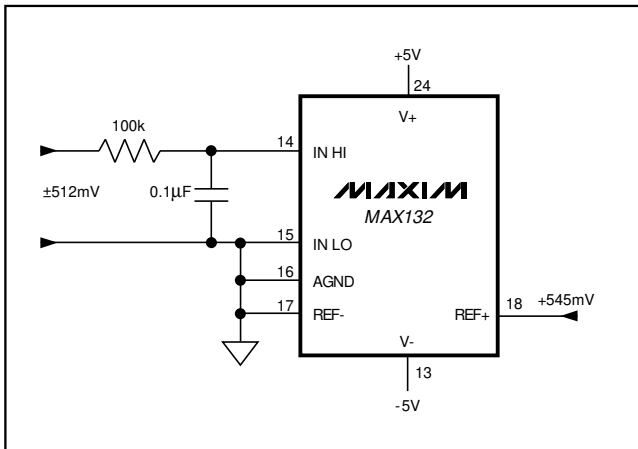 +5V
24
V+
100k
14
IN HI
±512mV
0.1µF
MAXIM
MAX132
15
IN LO
16
AGND
17
REF-
REF+
18
+545mV
V-
13
-5V